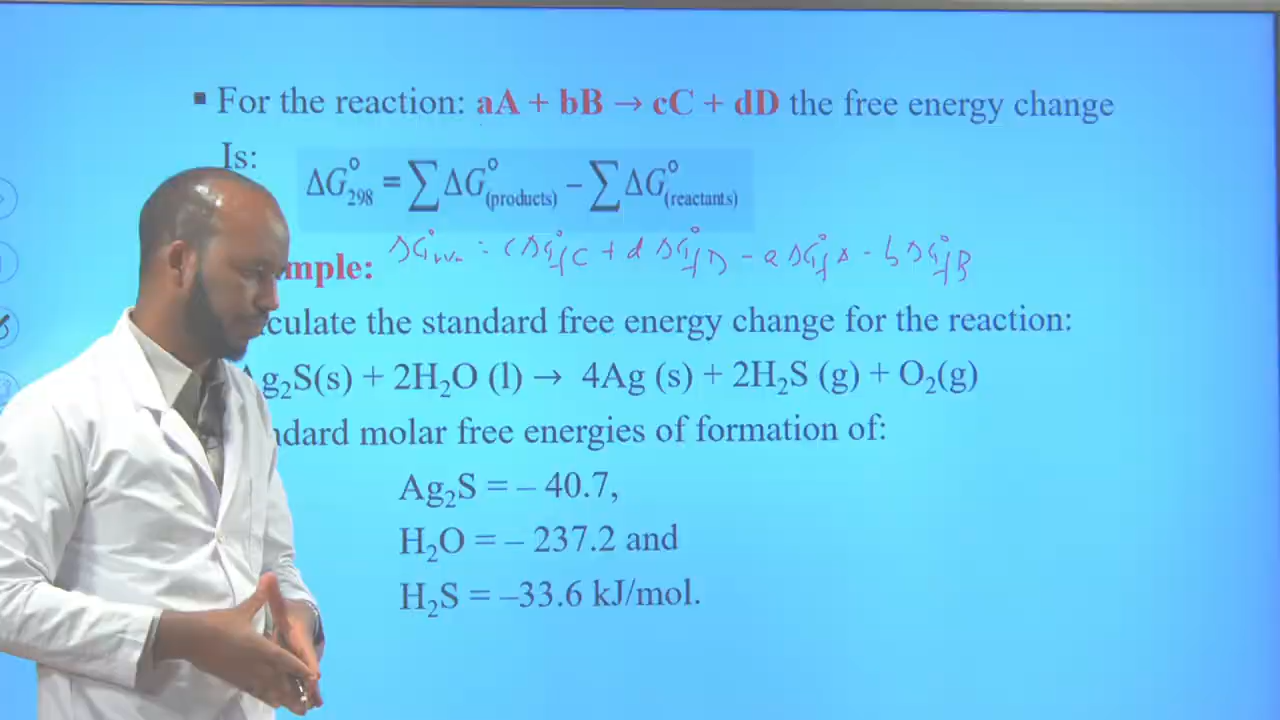 ▪ For the reaction: aA + bB → cC + dD the free energy change
Is:
ΔG°₂₉₈ = ∑ΔG°(products) − ∑ΔG°(reactants)
mple:
ΔG° = cΔG°fC + dΔG°fD − aΔG°fA − bΔG°fB
culate the standard free energy change for the reaction:
g₂S(s) + 2H₂O (l) → 4Ag (s) + 2H₂S (g) + O₂(g)
ndard molar free energies of formation of:
Ag₂S = – 40.7,
H₂O = – 237.2 and
H₂S = –33.6 kJ/mol.